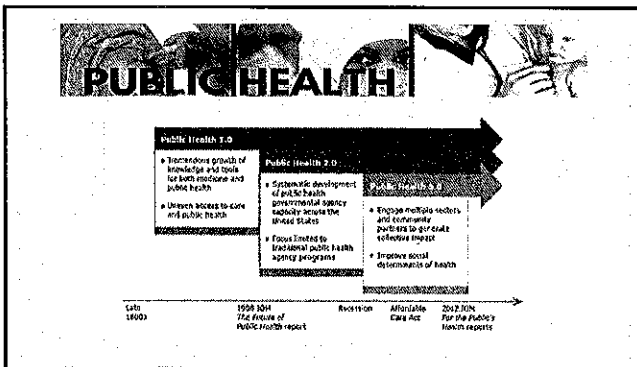 PUBLIC HEALTH
Public Health 1.0
• Tremendous growth of
knowledge and tools
for both medicine and
public health
• Uneven access to care
and public health
Public Health 2.0
• Systematic development
of public health
governmental agency
capacity across the
United States
• Focus limited to
traditional public health
agency programs
Public Health
• Engage multiple sectors
and community
partners to generate
collective impact
• Improve social
determinants of health
Late
1800s
1988 IOM
The Future of
Public Health report
Recession
Affordable
Care Act
2012 IOM
For the Public's
Health reports